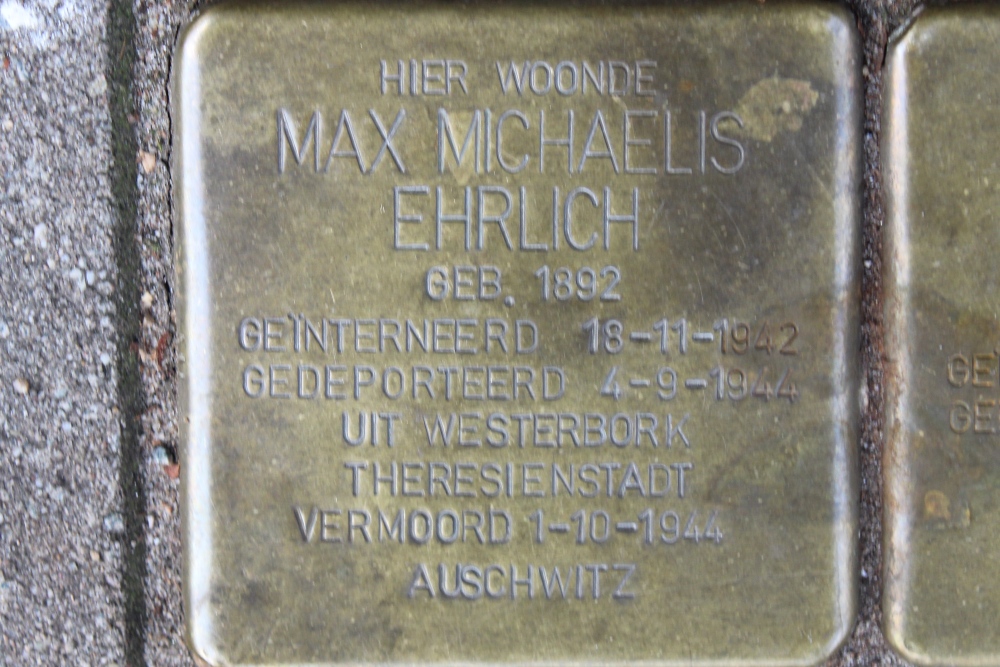 HIER WOONDE
MAX MICHAELIS
EHRLICH
GEB. 1892
GEÏNTERNEERD 18-11-1942
GEDEPORTEERD 4-9-1944
UIT WESTERBORK
THERESIENSTADT
VERMOORD 1-10-1944
AUSCHWITZ